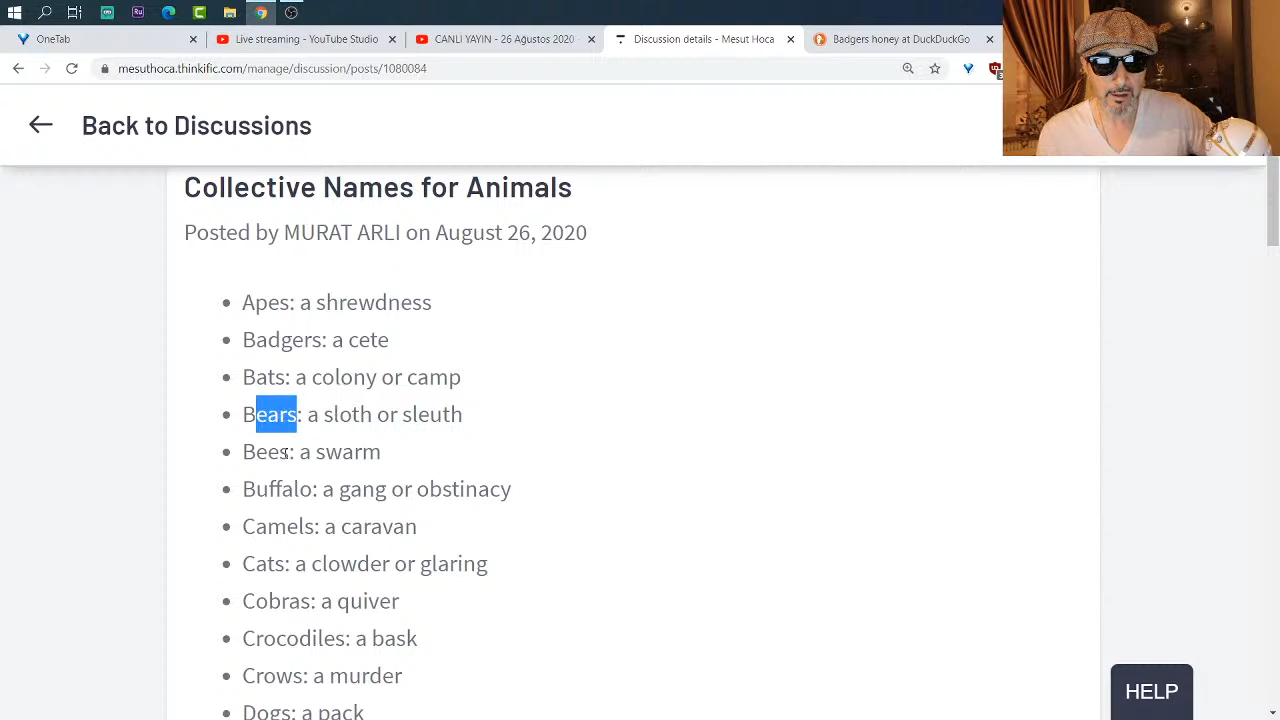 OneTab
Live streaming - YouTube Studio
CANLI YAYIN - 26 Ağustos 2020 -
Discussion details - Mesut Hoca
Badgers honey at DuckDuckGo
mesuthoca.thinkific.com/manage/discussion/posts/1090084
Back to Discussions
Collective Names for Animals
Posted by MURAT ARLI on August 26, 2020
• Apes: a shrewdness
• Badgers: a cete
• Bats: a colony or camp
• Bears: a sloth or sleuth
• Bees: a swarm
• Buffalo: a gang or obstinacy
• Camels: a caravan
• Cats: a clowder or glaring
• Cobras: a quiver
• Crocodiles: a bask
• Crows: a murder
• Dogs: a pack
HELP